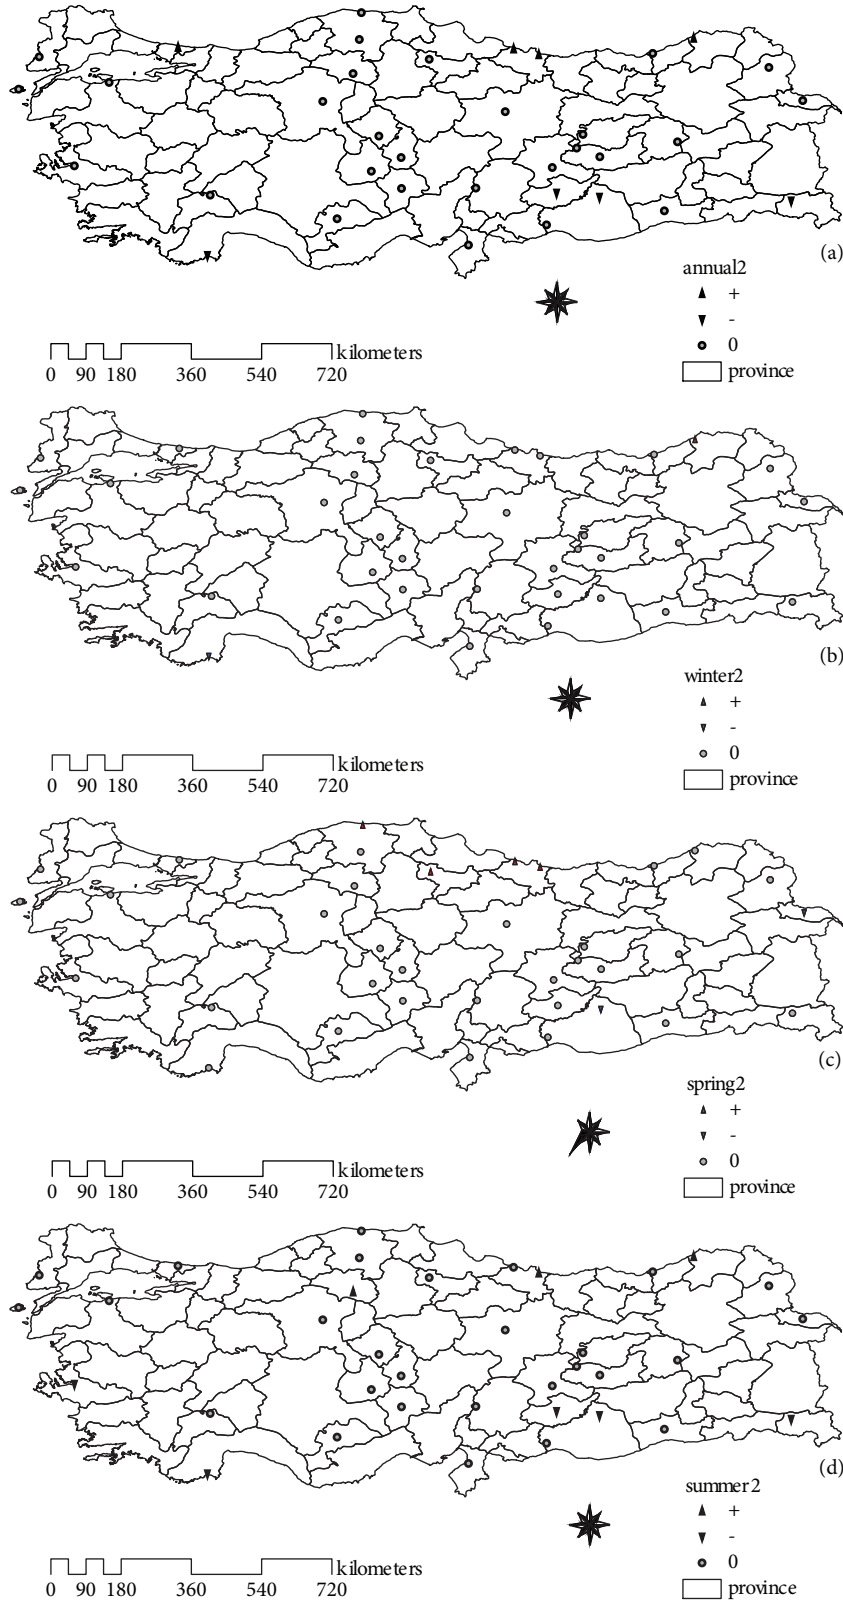 (a)
annual2
+
-
0
province
kilometers
0 90 180 360 540 720
(b)
winter2
+
-
0
province
kilometers
0 90 180 360 540 720
(c)
spring2
+
-
0
province
kilometers
0 90 180 360 540 720
(d)
summer2
+
-
0
province
kilometers
0 90 180 360 540 720